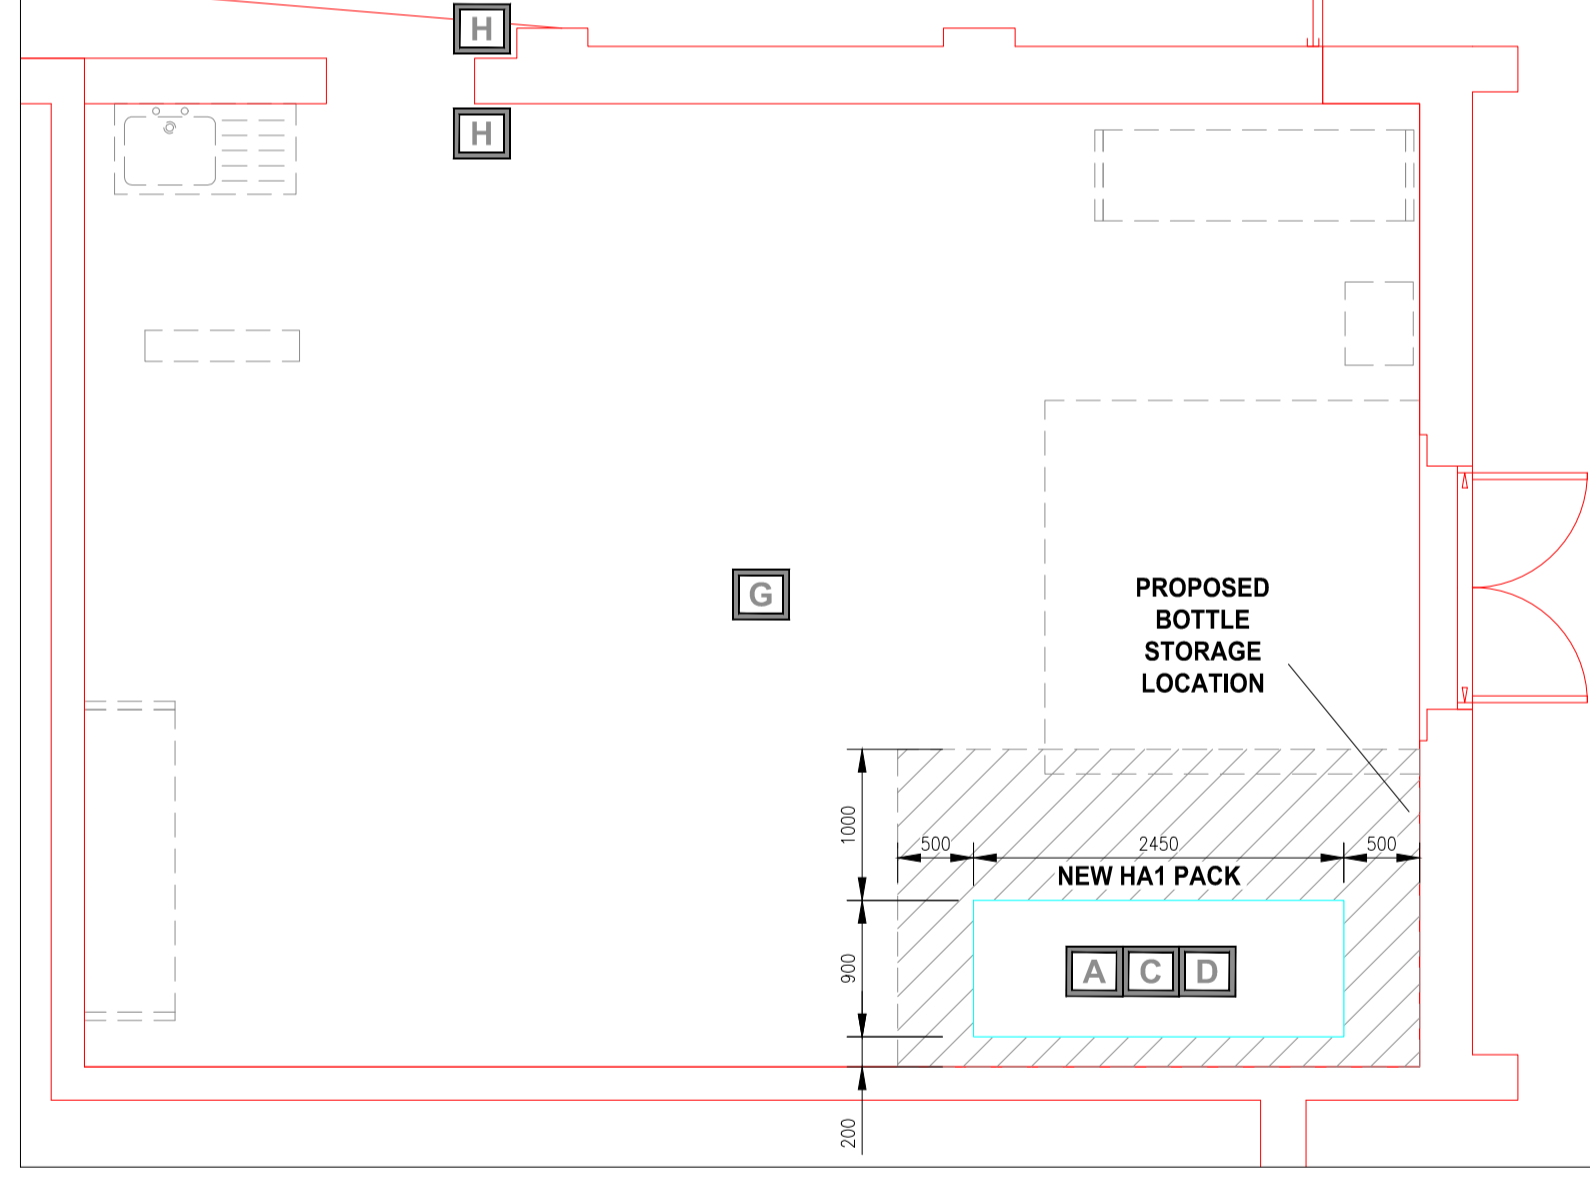 H
H
G
PROPOSED
BOTTLE
STORAGE
LOCATION
1000
500
2450
500
NEW HA1 PACK
900
A C D
200